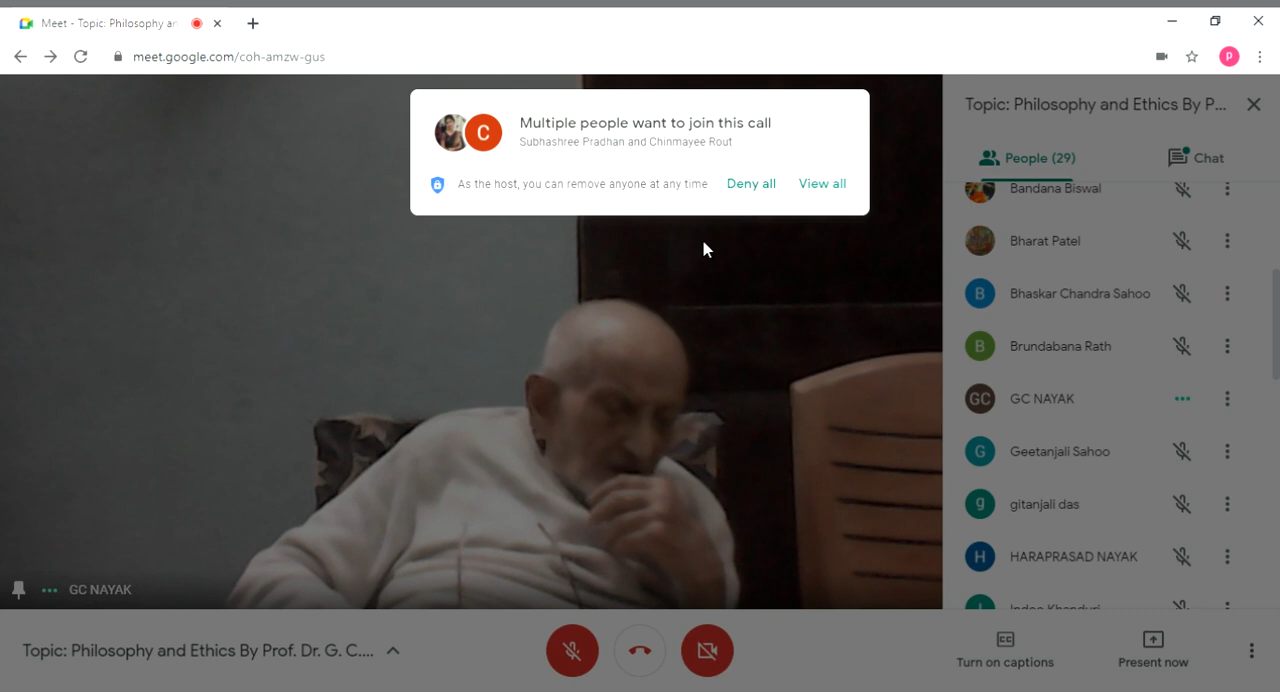 Meet - Topic: Philosophy an
meet.google.com/coh-amzw-gus
P
C
Multiple people want to join this call
Subhashree Pradhan and Chinmayee Rout
As the host, you can remove anyone at any time
Deny all
View all
Topic: Philosophy and Ethics By P...
People (29)
Chat
Bandana Biswal
Bharat Patel
B
Bhaskar Chandra Sahoo
B
Brundabana Rath
GC
GC NAYAK
G
Geetanjali Sahoo
g
gitanjali das
H
HARAPRASAD NAYAK
GC NAYAK
Topic: Philosophy and Ethics By Prof. Dr. G. C....
CC
Turn on captions
Present now